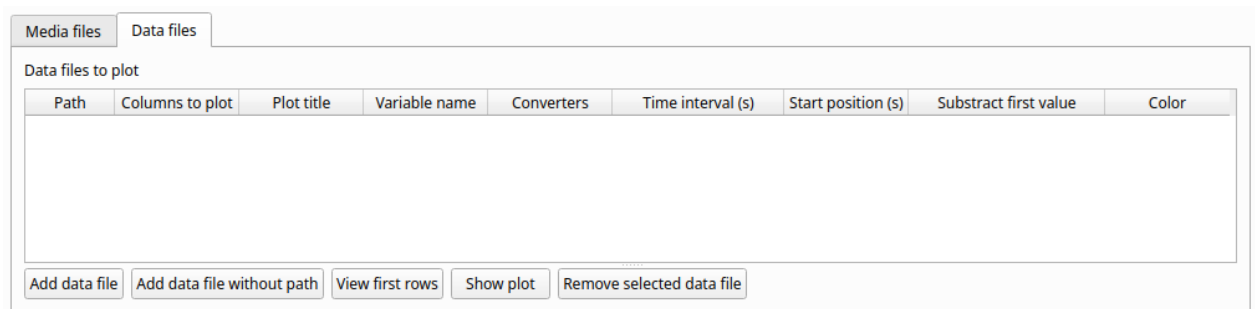 Media files Data files
Data files to plot
Path Columns to plot Plot title Variable name Converters Time interval (s) Start position (s) Substract first value Color
Add data file Add data file without path View first rows Show plot Remove selected data file